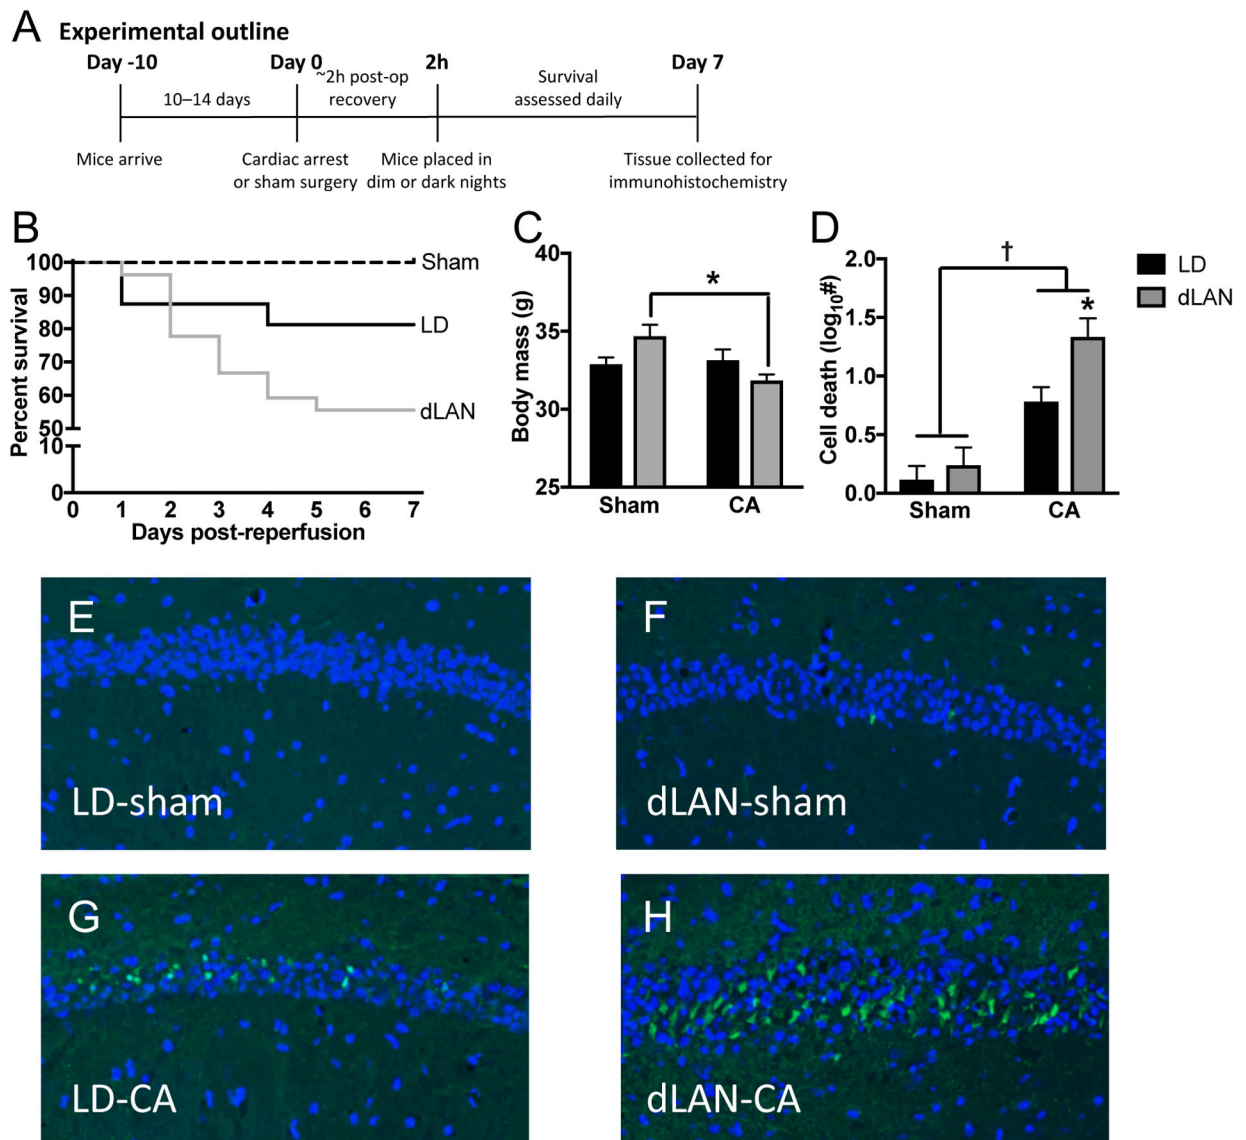 A Experimental outline
Day -10
Day 0
2h
Day 7
10–14 days
~2h post-op
recovery
Survival
assessed daily
Mice arrive
Cardiac arrest
or sham surgery
Mice placed in
dim or dark nights
Tissue collected for
immunohistochemistry
B
Percent survival
100
90
80
70
60
50
10
0
0 1 2 3 4 5 6 7
Days post-reperfusion
Sham
LD
dLAN
C
Body mass (g)
40
35
30
25
*
Sham CA
D
Cell death (log10#)
2.0
1.5
1.0
0.5
0.0
†
*
Sham CA
LD
dLAN
E
LD-sham
F
dLAN-sham
G
LD-CA
H
dLAN-CA